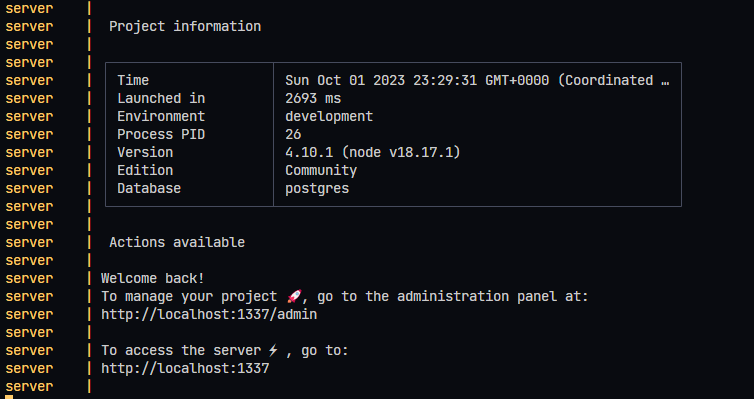 server    |
server    |  Project information
server    |
server    |
server    |  Time                Sun Oct 01 2023 23:29:31 GMT+0000 (Coordinated …
server    |  Launched in         2693 ms
server    |  Environment         development
server    |  Process PID         26
server    |  Version             4.10.1 (node v18.17.1)
server    |  Edition             Community
server    |  Database            postgres
server    |
server    |
server    |  Actions available
server    |
server    | Welcome back!
server    | To manage your project 🚀, go to the administration panel at:
server    | http://localhost:1337/admin
server    |
server    | To access the server ⚡ , go to:
server    | http://localhost:1337
server    |